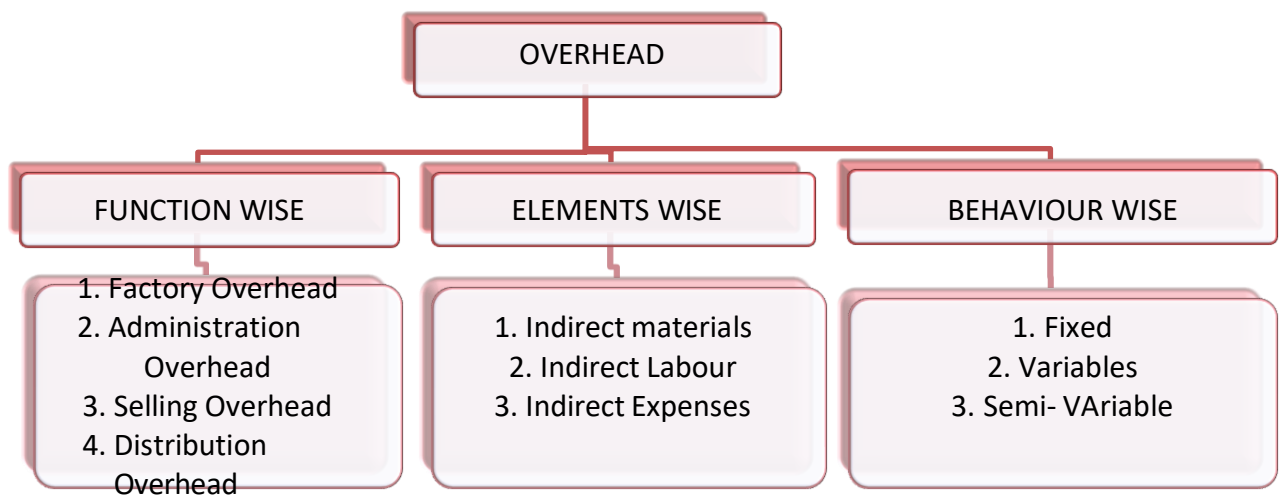 OVERHEAD
FUNCTION WISE
1. Factory Overhead
2. Administration
Overhead
3. Selling Overhead
4. Distribution
Overhead
ELEMENTS WISE
1. Indirect materials
2. Indirect Labour
3. Indirect Expenses
BEHAVIOUR WISE
1. Fixed
2. Variables
3. Semi- VAriable